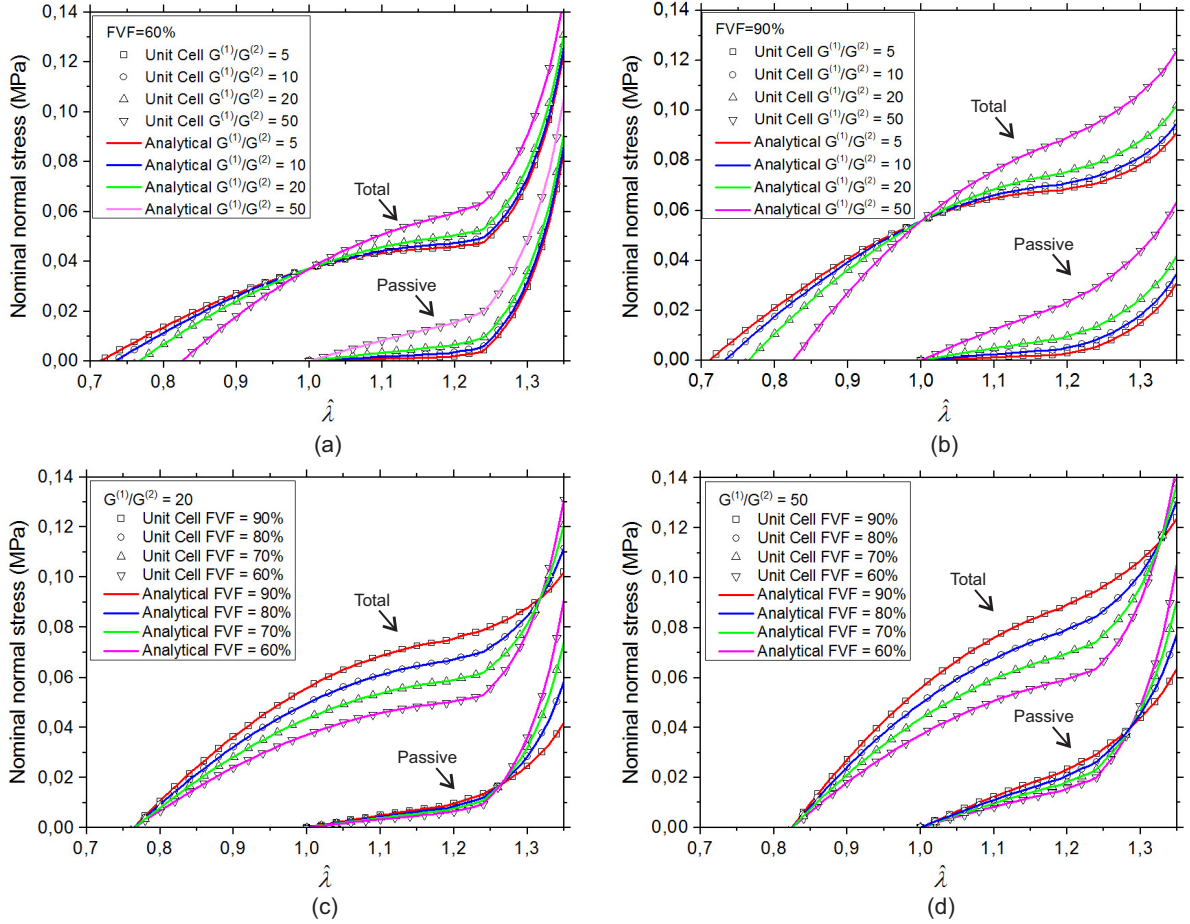 0,14
0,12
0,10
0,08
0,06
0,04
0,02
0,00
Nominal normal stress (MPa)
FVF=60%
Unit Cell G(1)/G(2) = 5
Unit Cell G(1)/G(2) = 10
Unit Cell G(1)/G(2) = 20
Unit Cell G(1)/G(2) = 50
Analytical G(1)/G(2) = 5
Analytical G(1)/G(2) = 10
Analytical G(1)/G(2) = 20
Analytical G(1)/G(2) = 50
Total
Passive
0,7 0,8 0,9 1,0 1,1 1,2 1,3
λ̂
(a)
0,14
0,12
0,10
0,08
0,06
0,04
0,02
0,00
Nominal normal stress (MPa)
FVF=90%
Unit Cell G(1)/G(2) = 5
Unit Cell G(1)/G(2) = 10
Unit Cell G(1)/G(2) = 20
Unit Cell G(1)/G(2) = 50
Analytical G(1)/G(2) = 5
Analytical G(1)/G(2) = 10
Analytical G(1)/G(2) = 20
Analytical G(1)/G(2) = 50
Total
Passive
0,7 0,8 0,9 1,0 1,1 1,2 1,3
λ̂
(b)
0,14
0,12
0,10
0,08
0,06
0,04
0,02
0,00
Nominal normal stress (MPa)
G(1)/G(2) = 20
Unit Cell FVF = 90%
Unit Cell FVF = 80%
Unit Cell FVF = 70%
Unit Cell FVF = 60%
Analytical FVF = 90%
Analytical FVF = 80%
Analytical FVF = 70%
Analytical FVF = 60%
Total
Passive
0,7 0,8 0,9 1,0 1,1 1,2 1,3
λ̂
(c)
0,14
0,12
0,10
0,08
0,06
0,04
0,02
0,00
Nominal normal stress (MPa)
G(1)/G(2) = 50
Unit Cell FVF = 90%
Unit Cell FVF = 80%
Unit Cell FVF = 70%
Unit Cell FVF = 60%
Analytical FVF = 90%
Analytical FVF = 80%
Analytical FVF = 70%
Analytical FVF = 60%
Total
Passive
0,7 0,8 0,9 1,0 1,1 1,2 1,3
λ̂
(d)